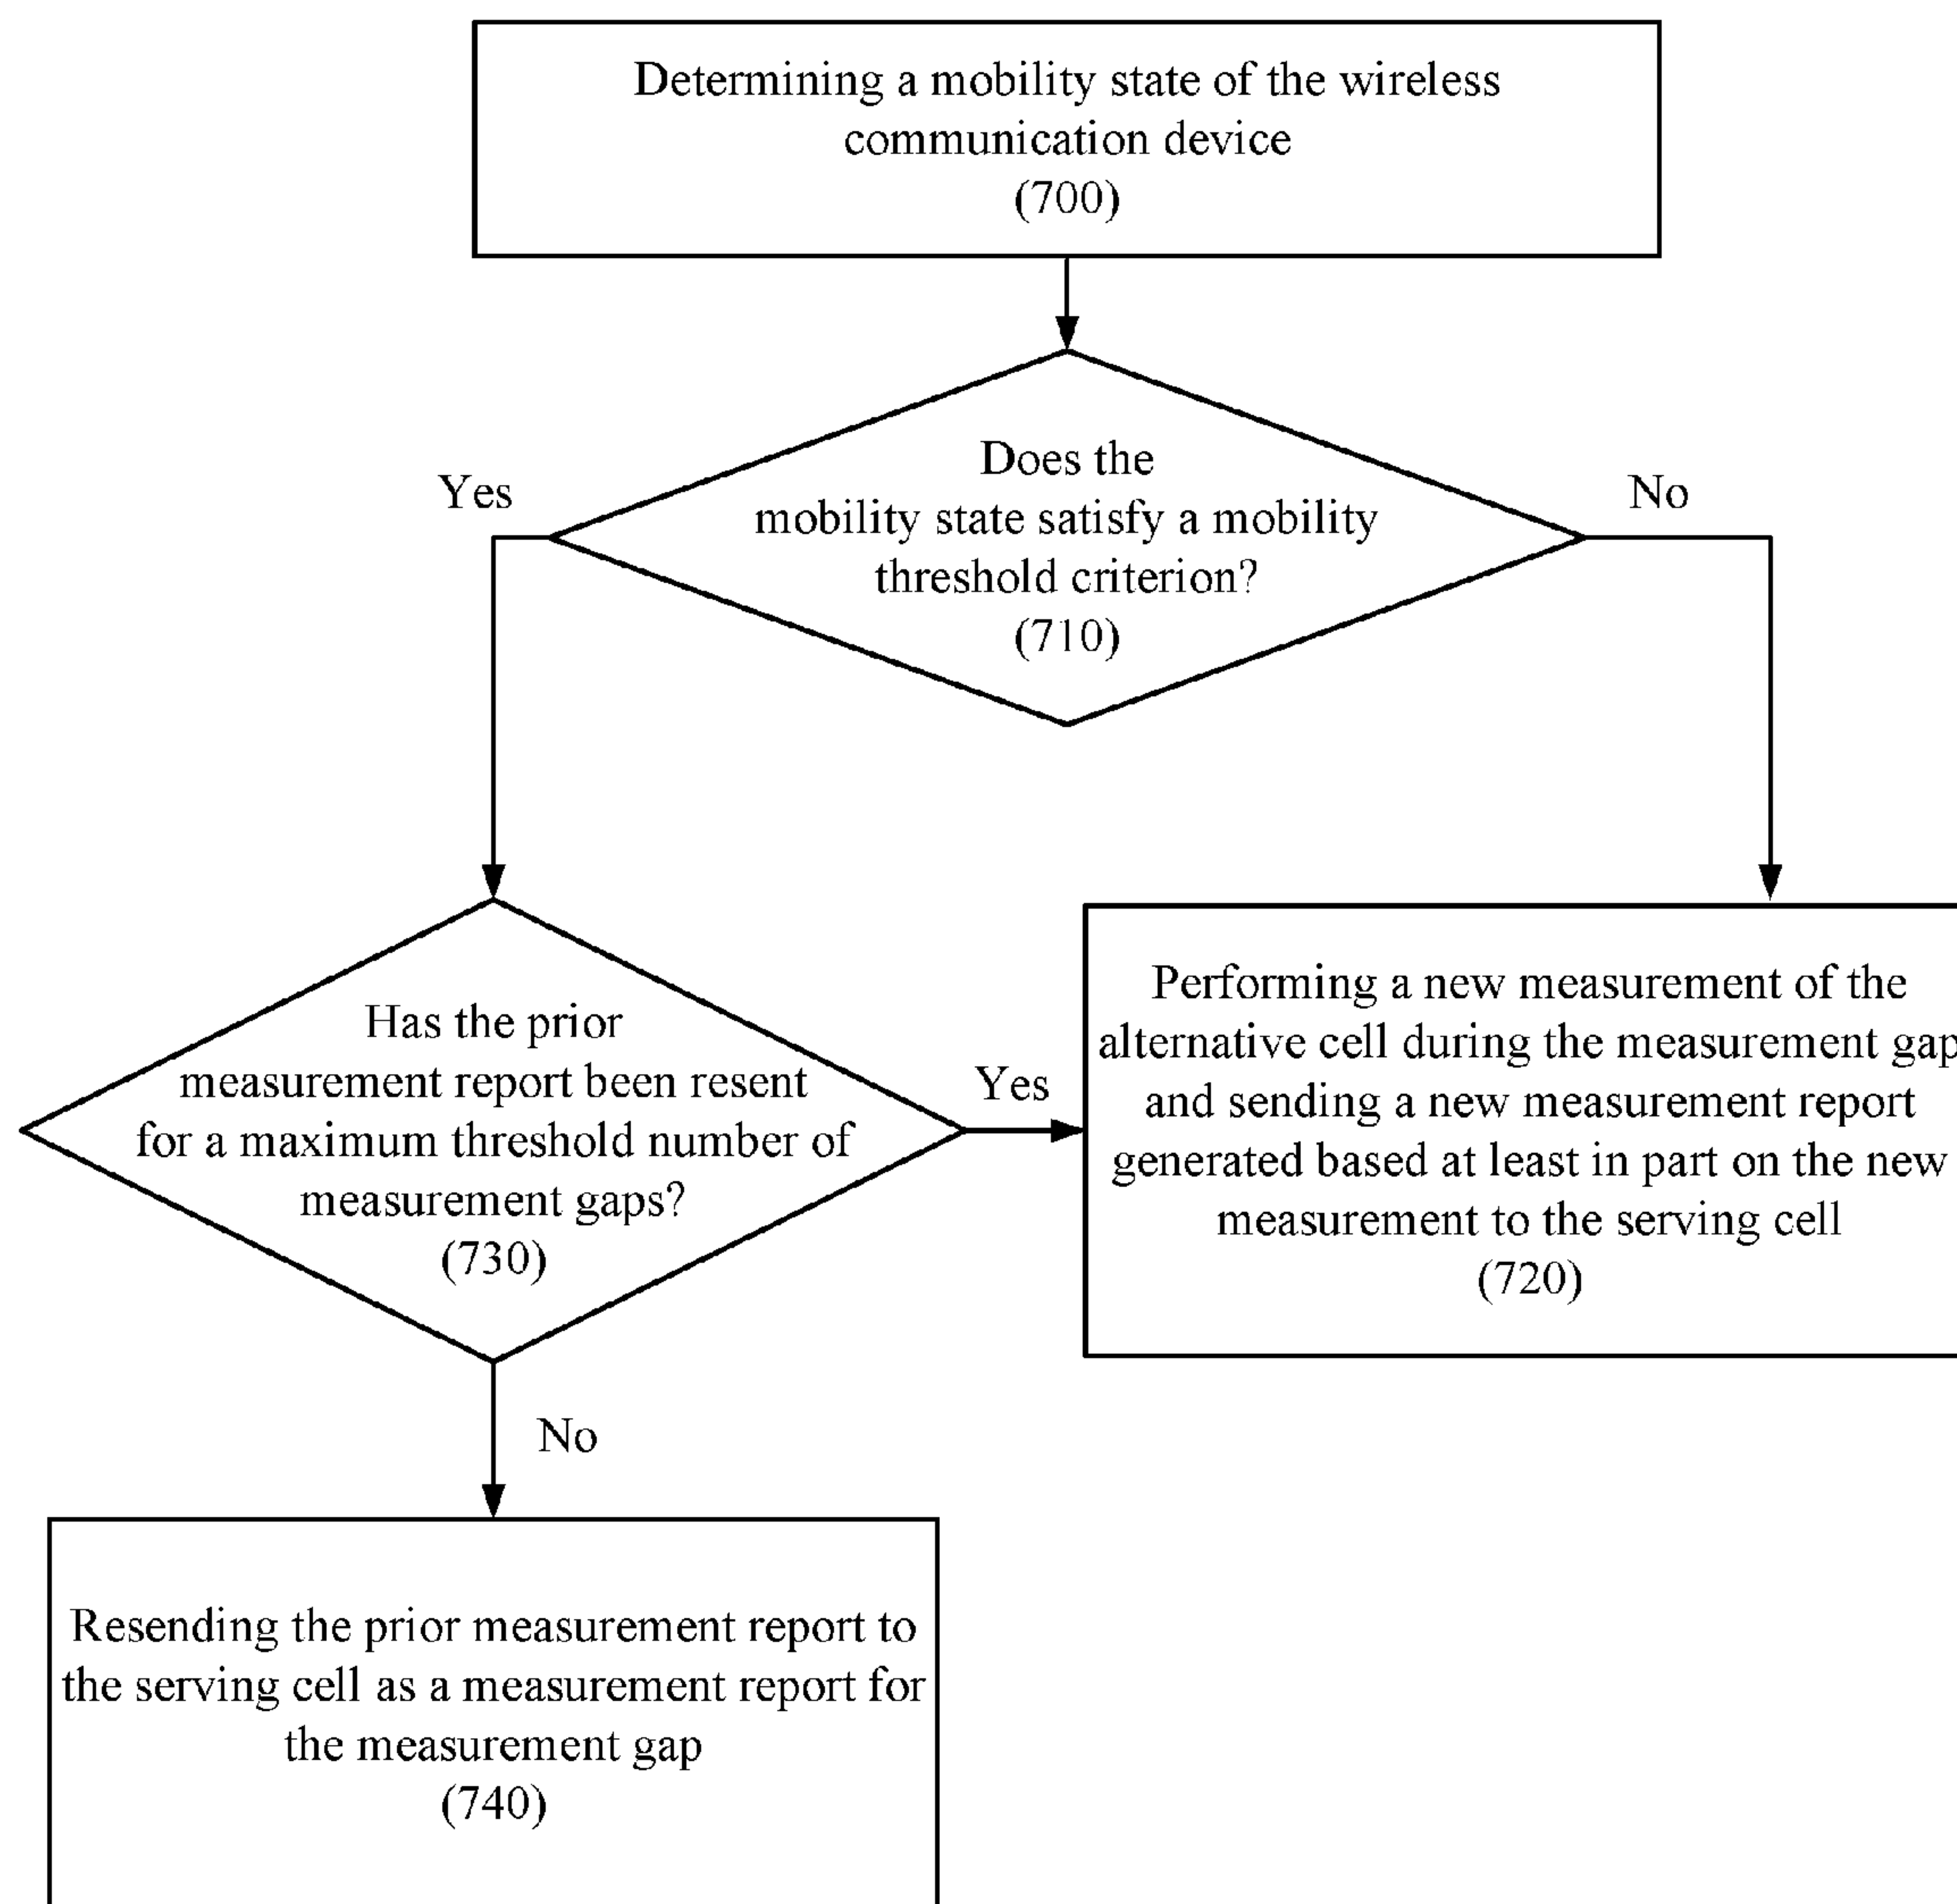 Determining a mobility state of the wireless
communication device
(700)
Does the
mobility state satisfy a mobility
threshold criterion?
(710)
Yes
No
Has the prior
measurement report been resent
for a maximum threshold number of
measurement gaps?
(730)
Yes
No
Performing a new measurement of the
alternative cell during the measurement gap
and sending a new measurement report
generated based at least in part on the new
measurement to the serving cell
(720)
Resending the prior measurement report to
the serving cell as a measurement report for
the measurement gap
(740)